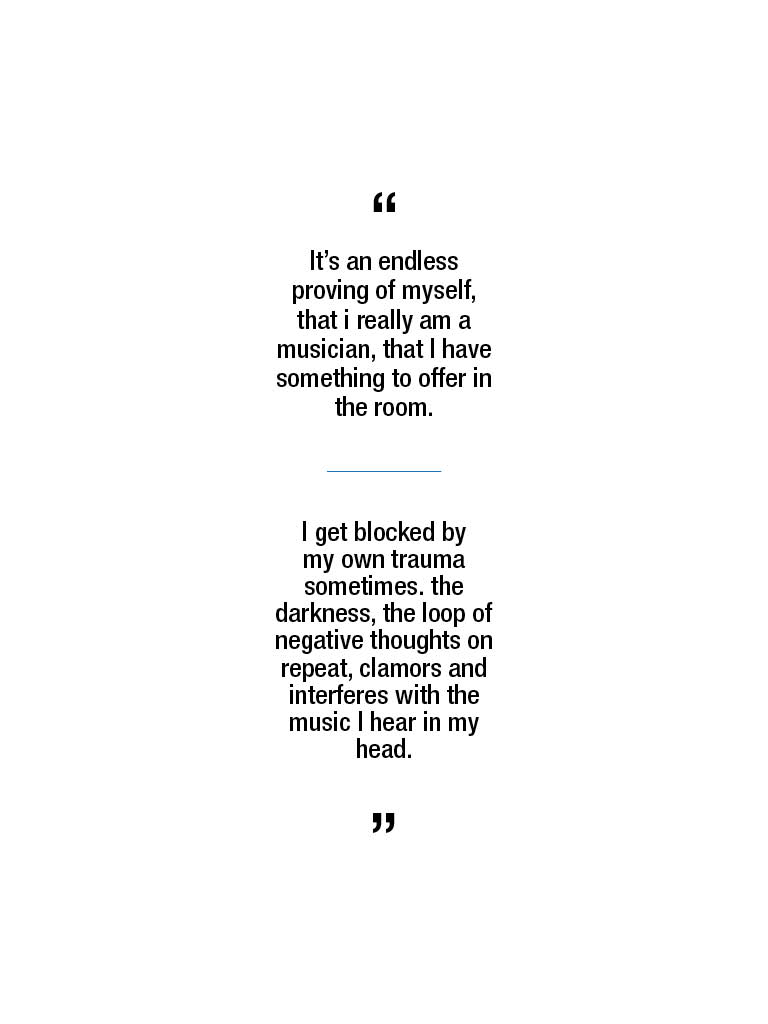 “
It’s an endless
proving of myself,
that i really am a
musician, that I have
something to offer in
the room.
I get blocked by
my own trauma
sometimes. the
darkness, the loop of
negative thoughts on
repeat, clamors and
interferes with the
music I hear in my
head.
”